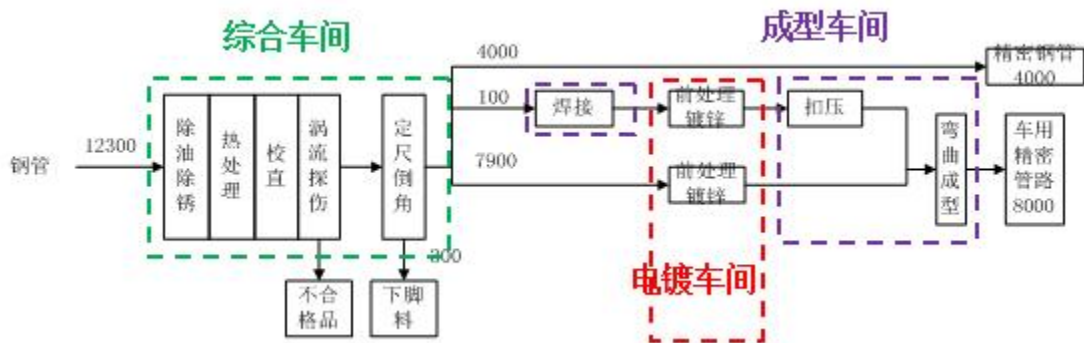 综合车间
成型车间
4000
精密钢管
4000
100
焊接
前处理
镀锌
扣压
12300
钢管
除油除锈
热处理
校直
涡流探伤
定尺倒角
7900
前处理
镀锌
弯曲成型
车用
精密
管路
8000
300
不合
格品
下脚
料
电镀车间